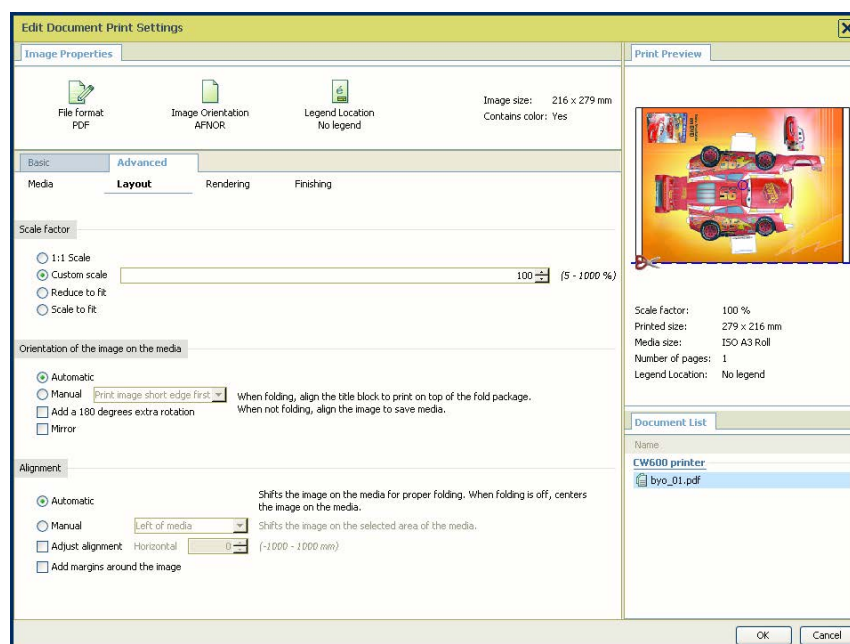 Edit Document Print Settings
Image Properties
File format
PDF
Image Orientation
AFNOR
é
Legend Location
No legend
Image size: 216 x 279 mm
Contains color: Yes
Basic
Advanced
Media
Layout
Rendering
Finishing
Scale factor
1:1 Scale
Custom scale 100 (5 - 1000 %)
Reduce to fit
Scale to fit
Orientation of the image on the media
Automatic
Manual Print image short edge first
When folding, align the title block to print on top of the fold package.
When not folding, align the image to save media.
Add a 180 degrees extra rotation
Mirror
Alignment
Automatic
Shifts the image on the media for proper folding. When folding is off, centers
the image on the media.
Manual Left of media Shifts the image on the selected area of the media.
Adjust alignment Horizontal 0 (-1000 - 1000 mm)
Add margins around the image
Print Preview
95
Scale factor: 100 %
Printed size: 279 x 216 mm
Media size: ISO A3 Roll
Number of pages: 1
Legend Location: No legend
Document List
Name
CW600 printer
byo_01.pdf
OK
Cancel